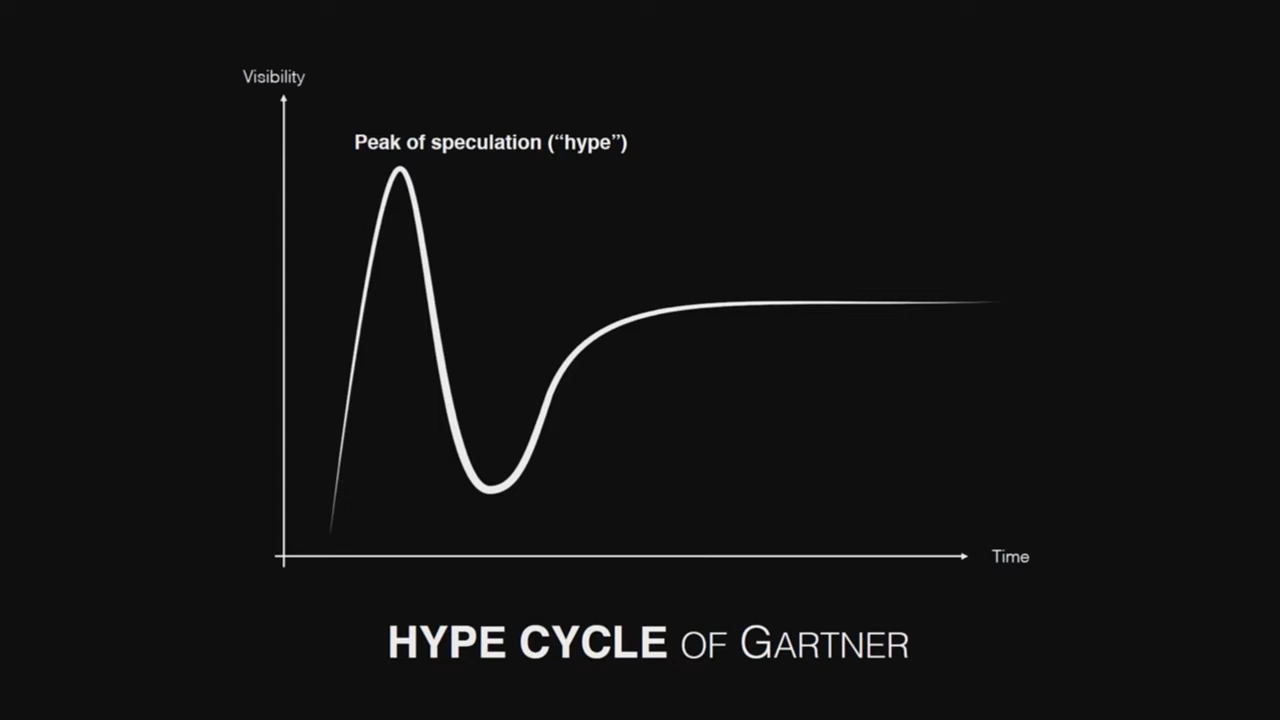 Visibility
Peak of speculation (“hype”)
Time
HYPE CYCLE OF GARTNER